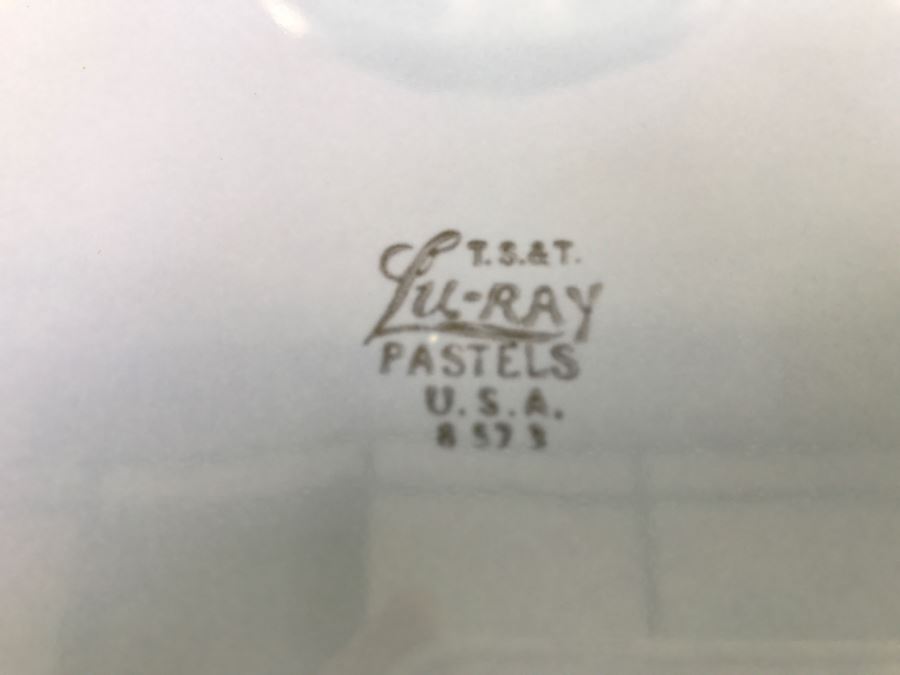 T.S.&T.
Lu-RAY
PASTELS
U.S.A.
8 57 3